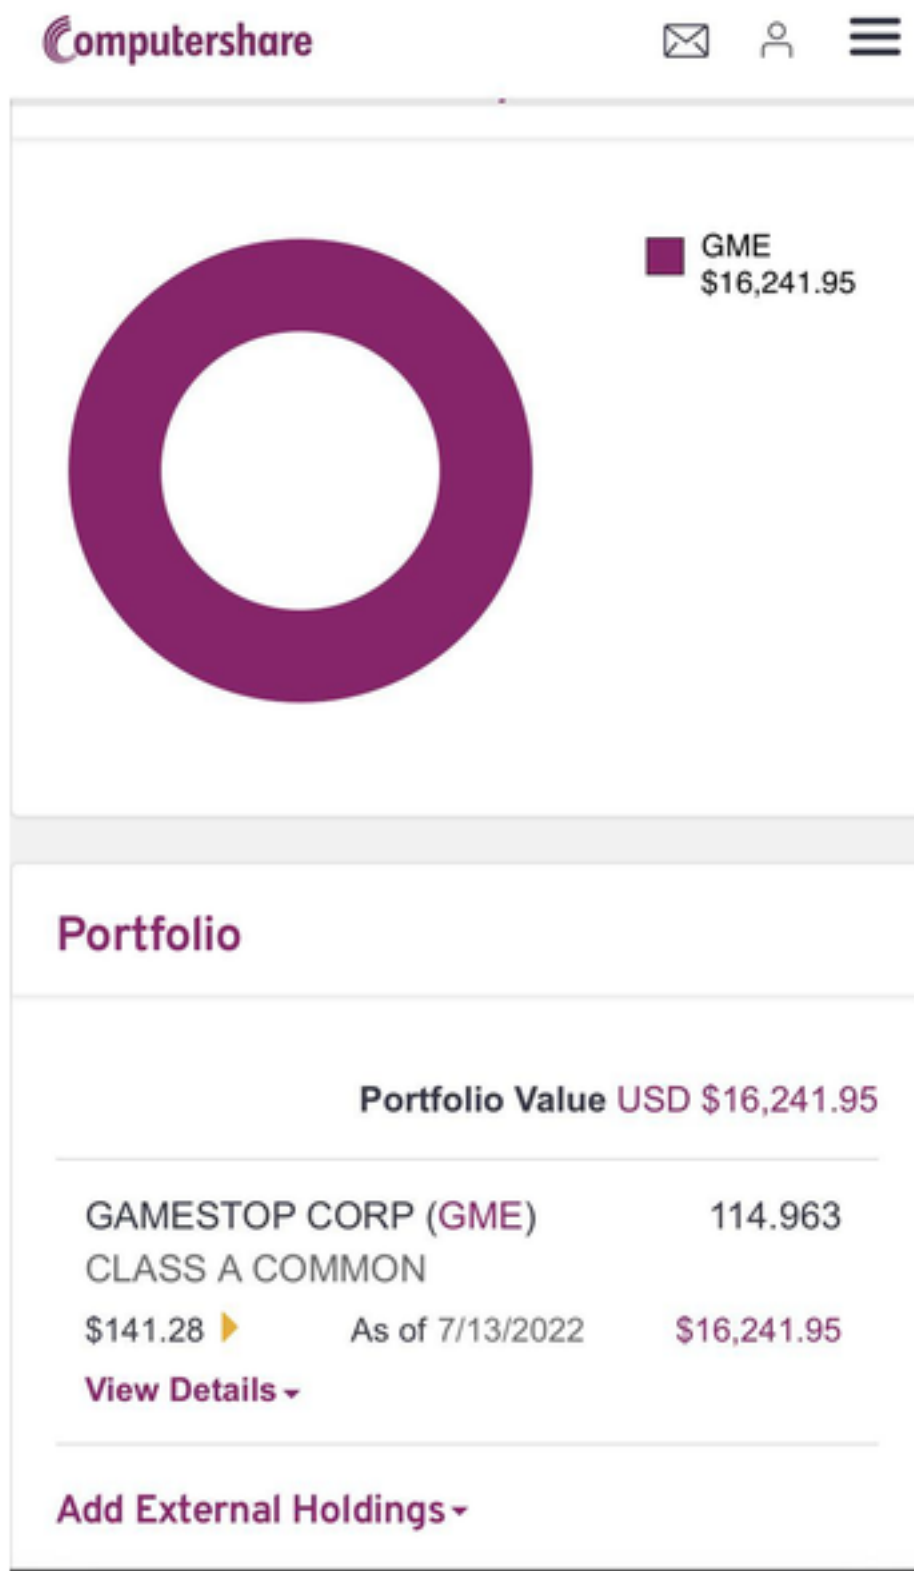 Computershare
GME
$16,241.95
Portfolio
Portfolio Value USD $16,241.95
GAMESTOP CORP (GME) 114.963
CLASS A COMMON
$141.28 As of 7/13/2022 $16,241.95
View Details
Add External Holdings